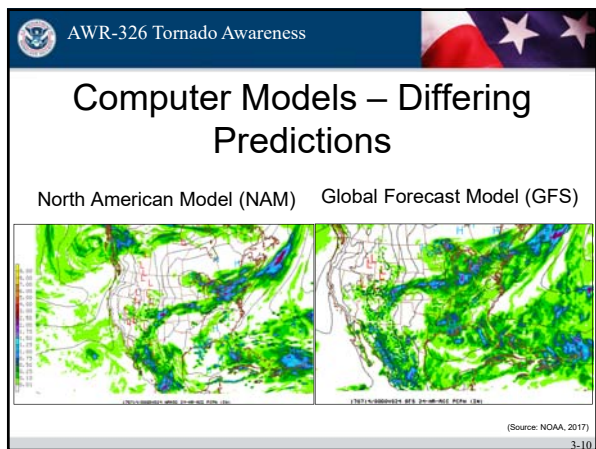 AWR-326 Tornado Awareness
Computer Models – Differing
Predictions
North American Model (NAM)
Global Forecast Model (GFS)
(Source: NOAA, 2017)
3-10